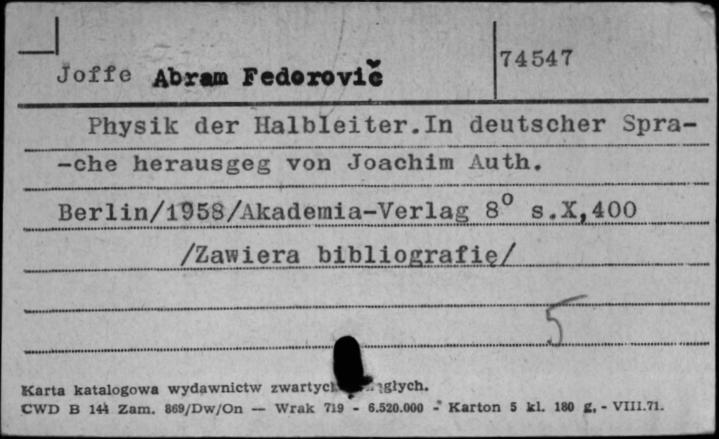 Joffe Abram Fedorovič 74547
Physik der Halbleiter.In deutscher Spra-
-che herausgeg von Joachim Auth.
Berlin/1958/Akademia-Verlag 8° s.X,400
/Zawiera bibliografię/
5
Karta katalogowa wydawnictw
CWD B 144 Zam. 869/Dw/On — Wrak 719 - 6.520.000 - Karton 5 kl. 180 g. - VIII.71.